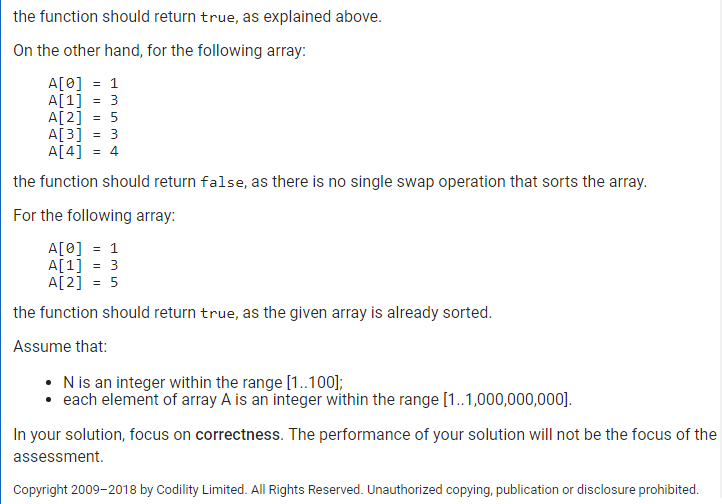 the function should return true, as explained above.
On the other hand, for the following array:
A[0] = 1
A[1] = 3
A[2] = 5
A[3] = 3
A[4] = 4
the function should return false, as there is no single swap operation that sorts the array.
For the following array:
A[0] = 1
A[1] = 3
A[2] = 5
the function should return true, as the given array is already sorted.
Assume that:
• N is an integer within the range [1..100];
• each element of array A is an integer within the range [1..1,000,000,000].
In your solution, focus on correctness. The performance of your solution will not be the focus of the
assessment.
Copyright 2009–2018 by Codility Limited. All Rights Reserved. Unauthorized copying, publication or disclosure prohibited.